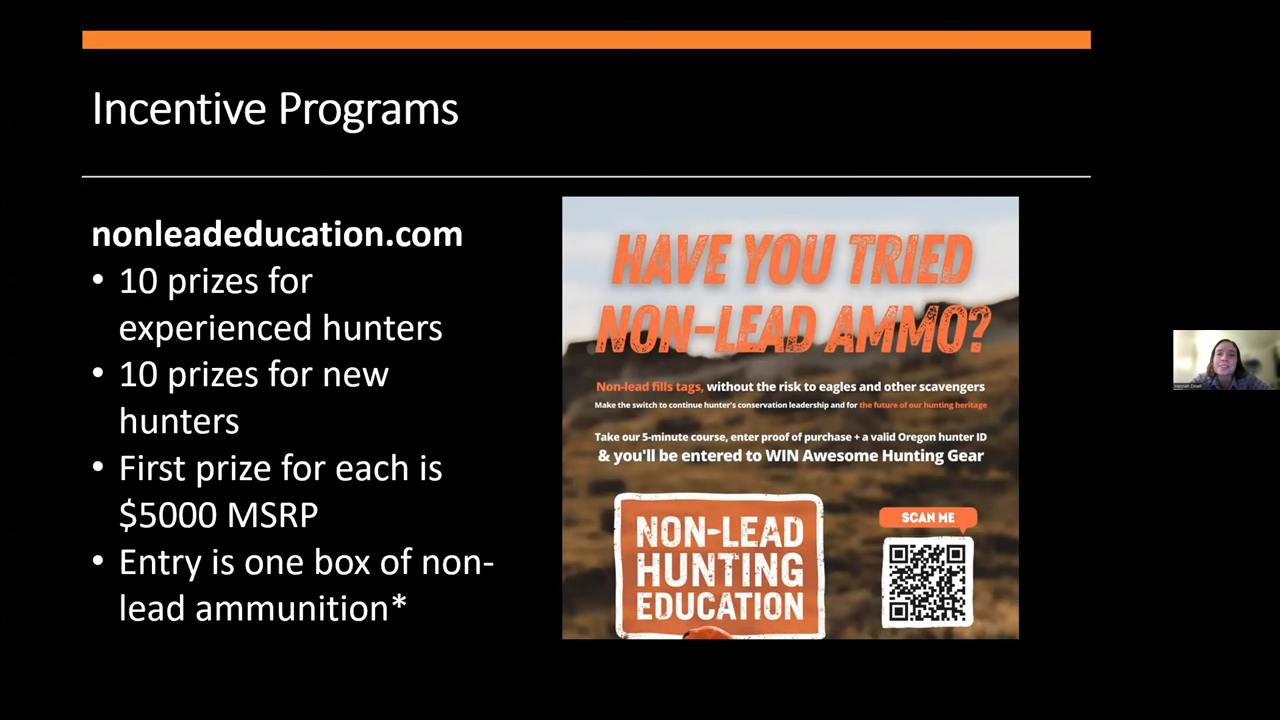 Incentive Programs
nonleadeducation.com
• 10 prizes for
experienced hunters
• 10 prizes for new
hunters
• First prize for each is
$5000 MSRP
• Entry is one box of non-
lead ammunition*
HAVE YOU TRIED
NON-LEAD AMMO?
Non-lead fills tags, without the risk to eagles and other scavengers
Make the switch to continue hunter's conservation leadership and for the future of our hunting heritage
Take our 5-minute course, enter proof of purchase + a valid Oregon hunter ID
& you'll be entered to WIN Awesome Hunting Gear
NON-LEAD
HUNTING
EDUCATION
SCAN ME